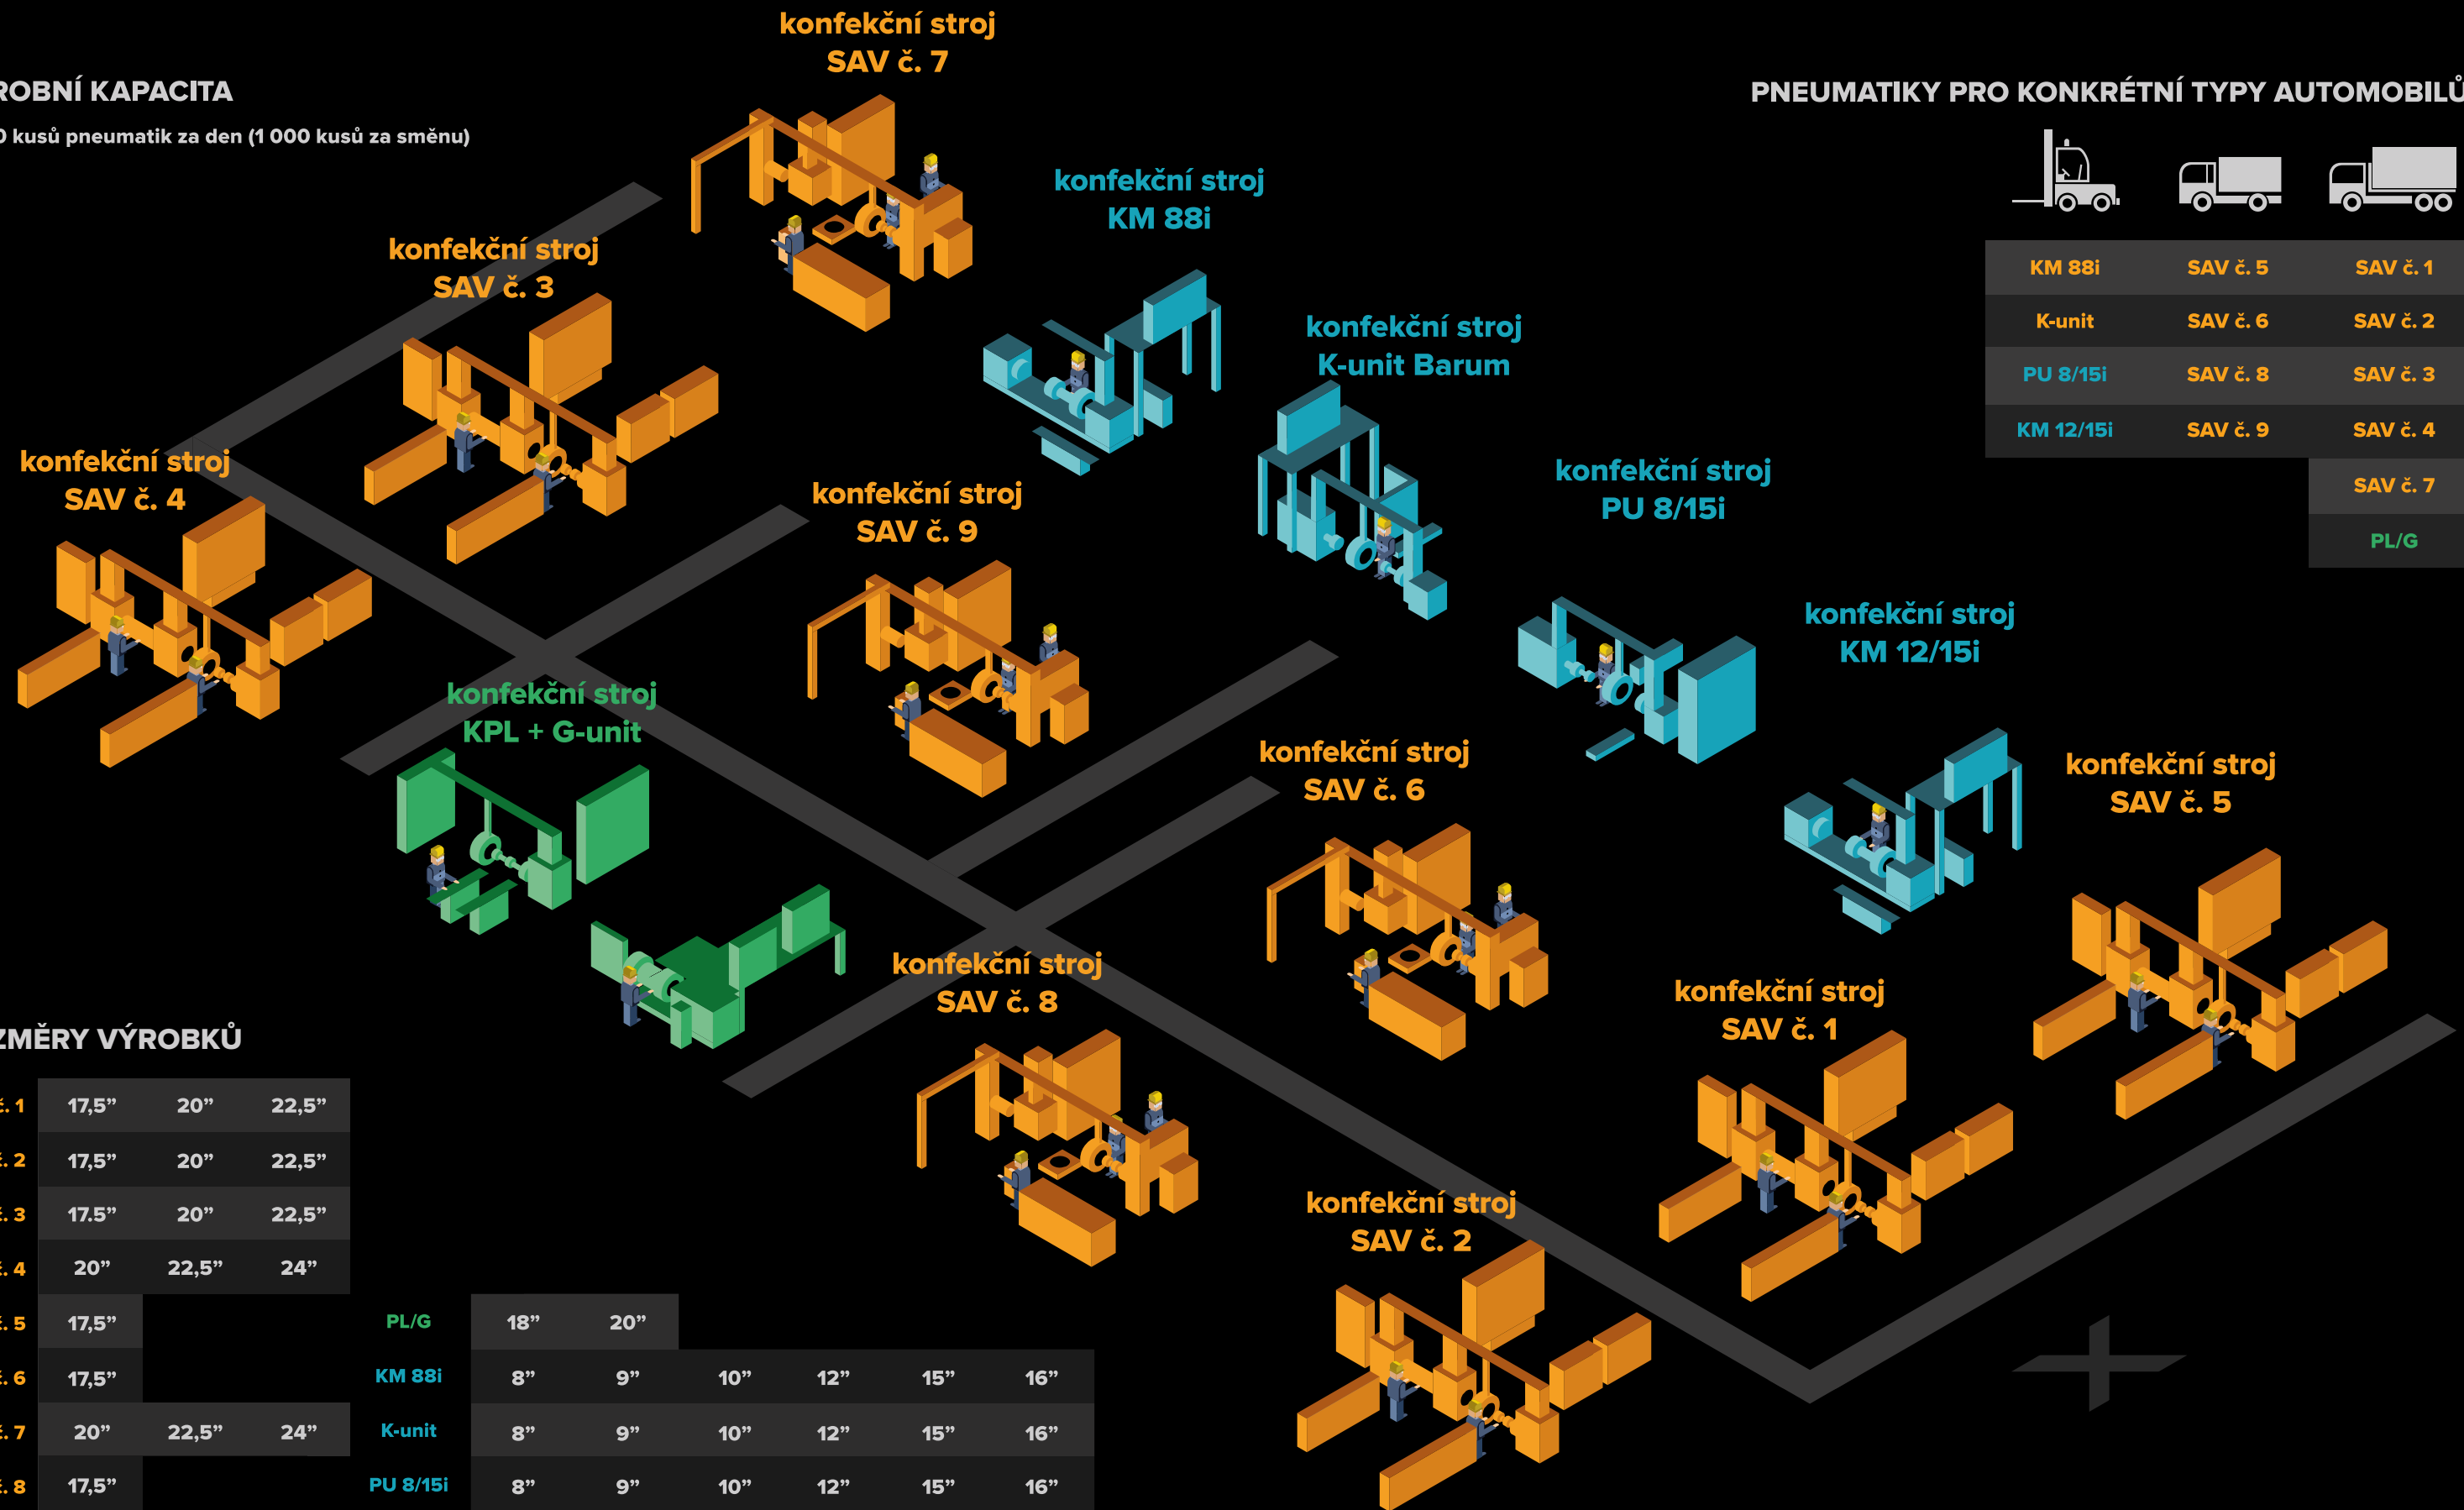 konfekční stroj
SAV č. 7
ROBNÍ KAPACITA
0 kusů pneumatik za den (1 000 kusů za směnu)
PNEUMATIKY PRO KONKRÉTNÍ TYPY AUTOMOBILŮ
KM 88i SAV č. 5 SAV č. 1
K-unit SAV č. 6 SAV č. 2
PU 8/15i SAV č. 8 SAV č. 3
KM 12/15i SAV č. 9 SAV č. 4
SAV č. 7
PL/G
konfekční stroj
KM 88i
konfekční stroj
SAV č. 3
konfekční stroj
K-unit Barum
konfekční stroj
SAV č. 4
konfekční stroj
SAV č. 9
konfekční stroj
PU 8/15i
konfekční stroj
KM 12/15i
konfekční stroj
KPL + G-unit
konfekční stroj
SAV č. 6
konfekční stroj
SAV č. 5
konfekční stroj
SAV č. 8
konfekční stroj
SAV č. 1
konfekční stroj
SAV č. 2
ZMĚRY VÝROBKŮ
č. 1 17,5” 20” 22,5”
č. 2 17,5” 20” 22,5”
č. 3 17.5” 20” 22,5”
č. 4 20” 22,5” 24”
č. 5 17,5”
č. 6 17,5”
č. 7 20” 22,5” 24”
č. 8 17,5”
PL/G 18” 20”
KM 88i 8” 9” 10” 12” 15” 16”
K-unit 8” 9” 10” 12” 15” 16”
PU 8/15i 8” 9” 10” 12” 15” 16”